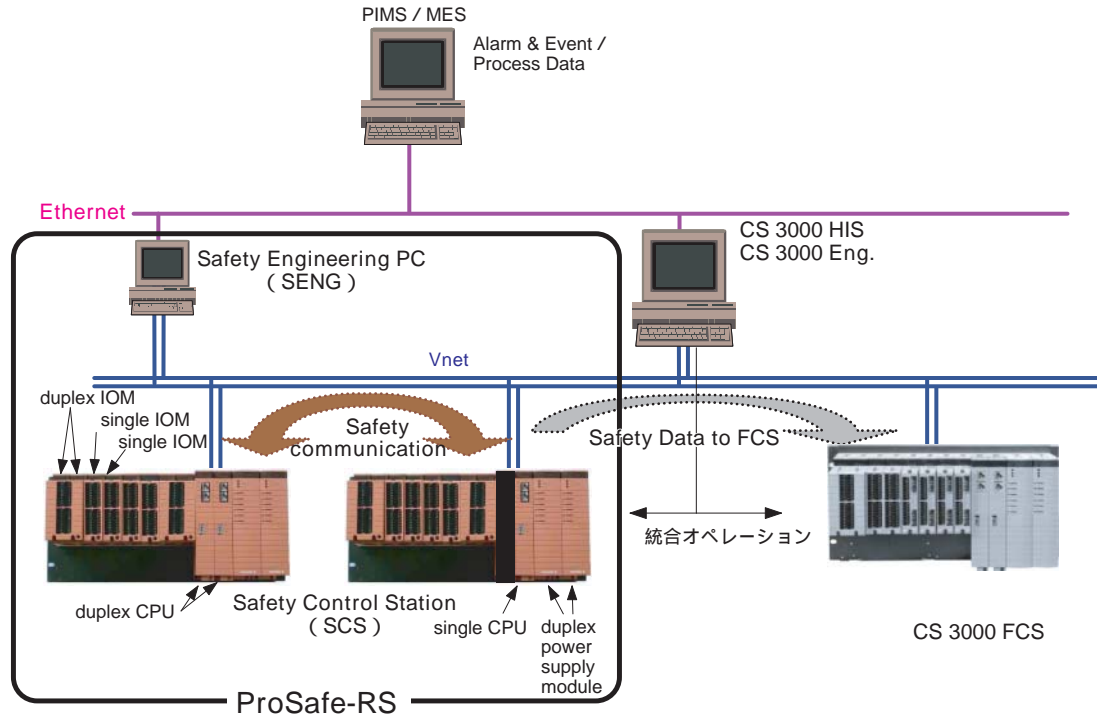 PIMS / MES
Alarm & Event /
Process Data
Ethernet
CS 3000 HIS
CS 3000 Eng.
Safety Engineering PC
( SENG )
Vnet
duplex IOM
single IOM
single IOM
Safety
communication
Safety Data to FCS
統合オペレーション
duplex CPU
Safety Control Station
( SCS )
single CPU
duplex
power
supply
module
CS 3000 FCS
ProSafe-RS